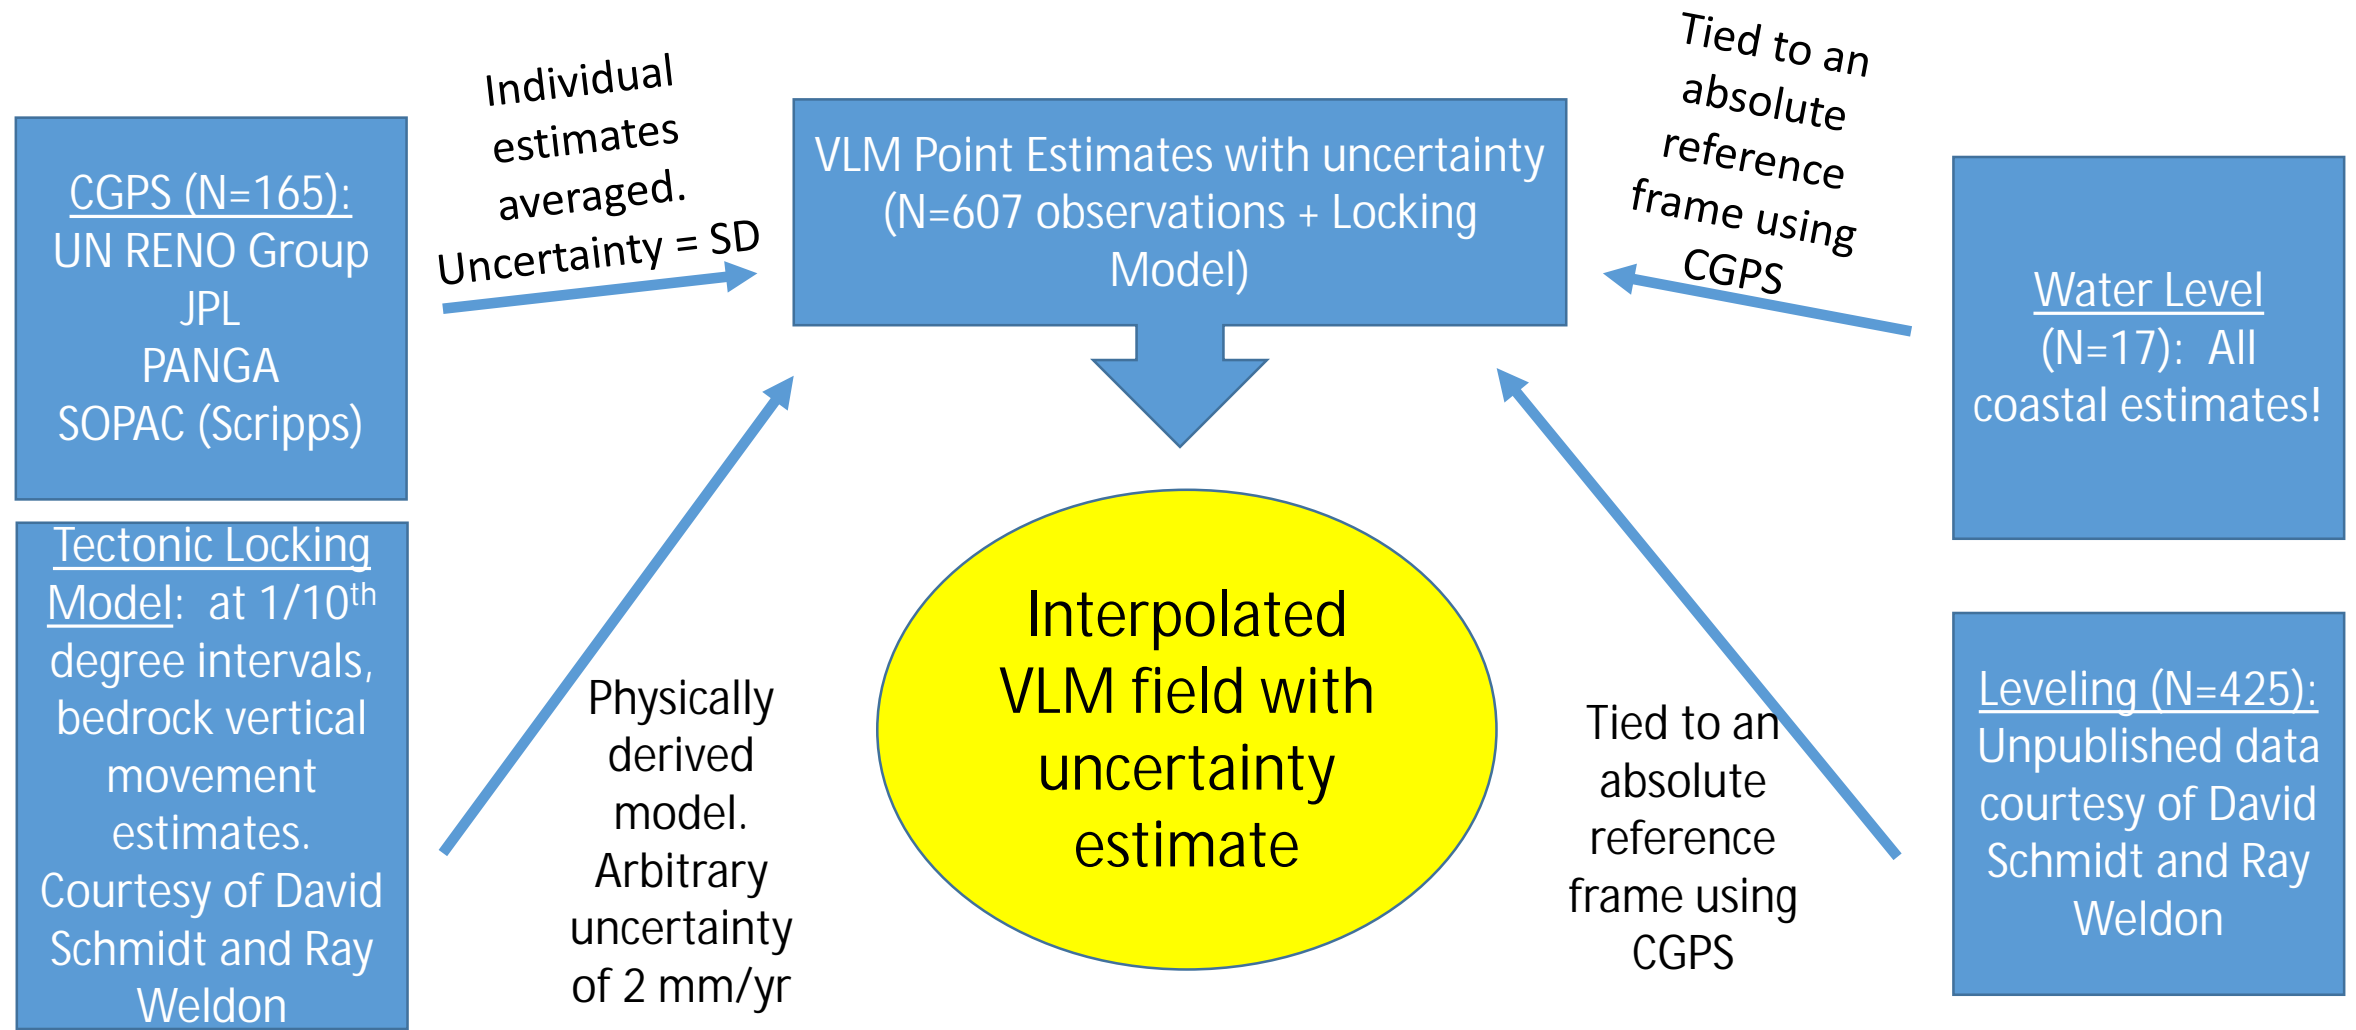 CGPS (N=165):
UN RENO Group
JPL
PANGA
SOPAC (Scripps)
Individual
estimates
averaged.
Uncertainty = SD
VLM Point Estimates with uncertainty
(N=607 observations + Locking
Model)
Tied to an
absolute
reference
frame using
CGPS
Water Level
(N=17): All
coastal estimates!
Tectonic Locking
Model: at 1/10th
degree intervals,
bedrock vertical
movement
estimates.
Courtesy of David
Schmidt and Ray
Weldon
Physically
derived
model.
Arbitrary
uncertainty
of 2 mm/yr
Interpolated
VLM field with
uncertainty
estimate
Tied to an
absolute
reference
frame using
CGPS
Leveling (N=425):
Unpublished data
courtesy of David
Schmidt and Ray
Weldon